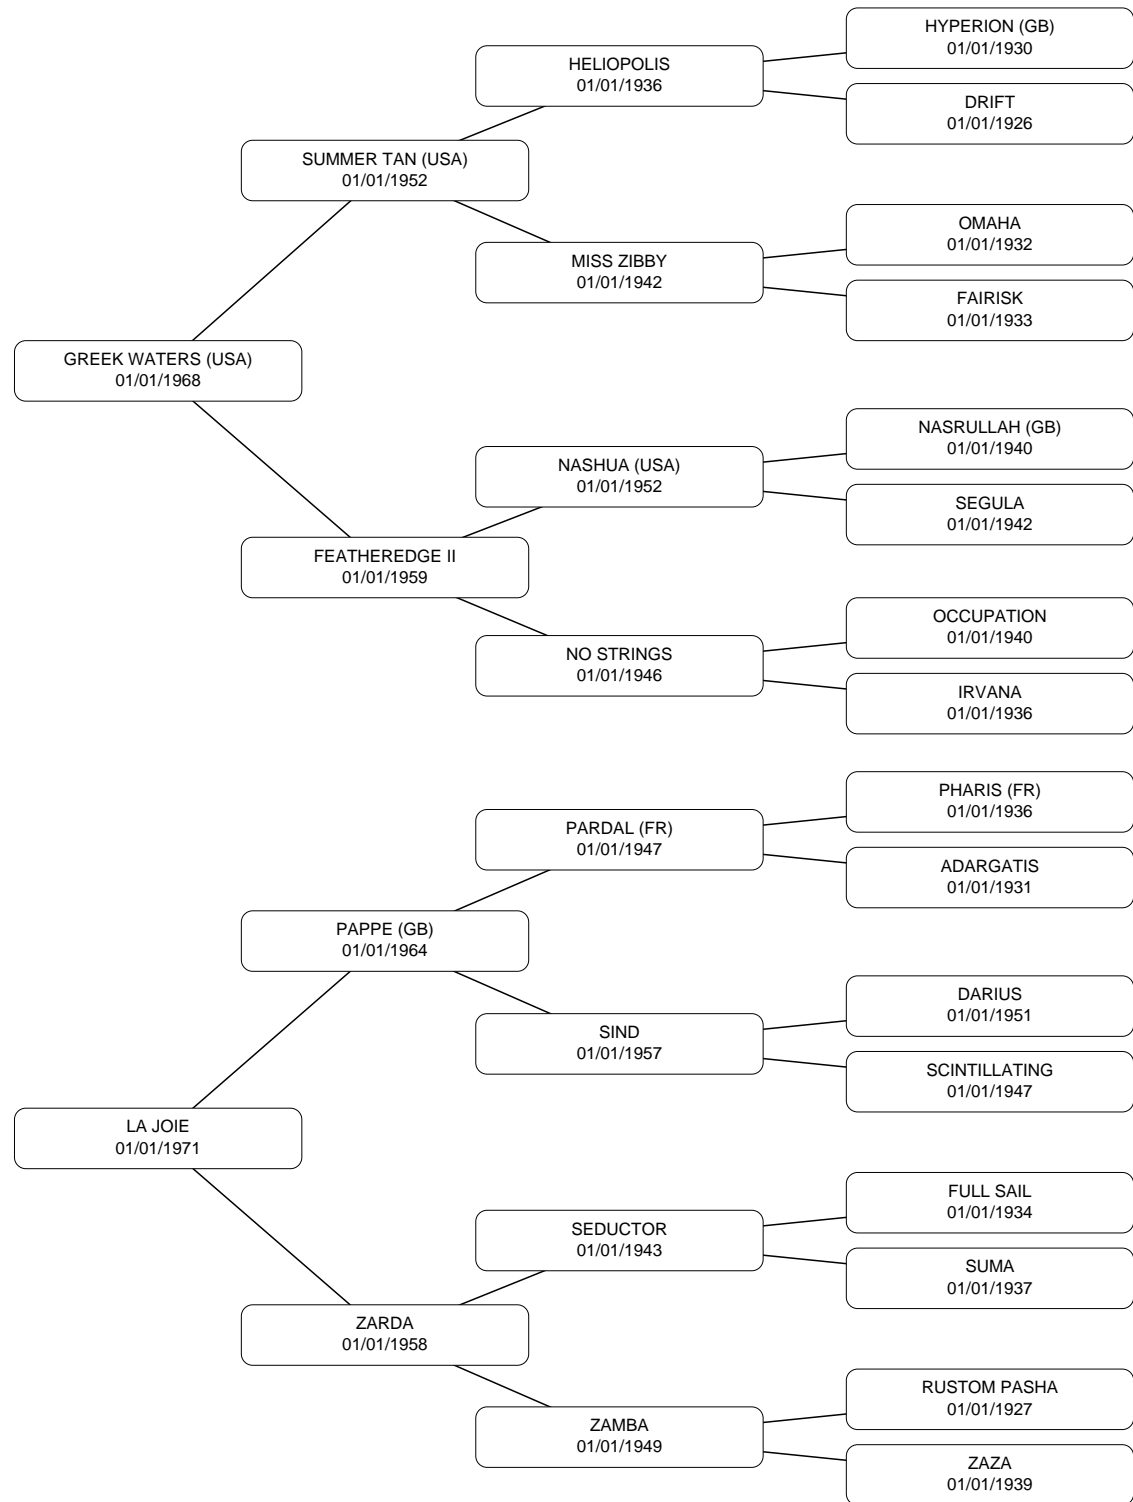 HYPERION (GB)
01/01/1930
HELIOPOLIS
01/01/1936
DRIFT
01/01/1926
SUMMER TAN (USA)
01/01/1952
OMAHA
01/01/1932
MISS ZIBBY
01/01/1942
FAIRISK
01/01/1933
GREEK WATERS (USA)
01/01/1968
NASRULLAH (GB)
01/01/1940
NASHUA (USA)
01/01/1952
SEGULA
01/01/1942
FEATHEREDGE II
01/01/1959
OCCUPATION
01/01/1940
NO STRINGS
01/01/1946
IRVANA
01/01/1936
PHARIS (FR)
01/01/1936
PARDAL (FR)
01/01/1947
ADARGATIS
01/01/1931
PAPPE (GB)
01/01/1964
DARIUS
01/01/1951
SIND
01/01/1957
SCINTILLATING
01/01/1947
LA JOIE
01/01/1971
FULL SAIL
01/01/1934
SEDUCTOR
01/01/1943
SUMA
01/01/1937
ZARDA
01/01/1958
RUSTOM PASHA
01/01/1927
ZAMBA
01/01/1949
ZAZA
01/01/1939